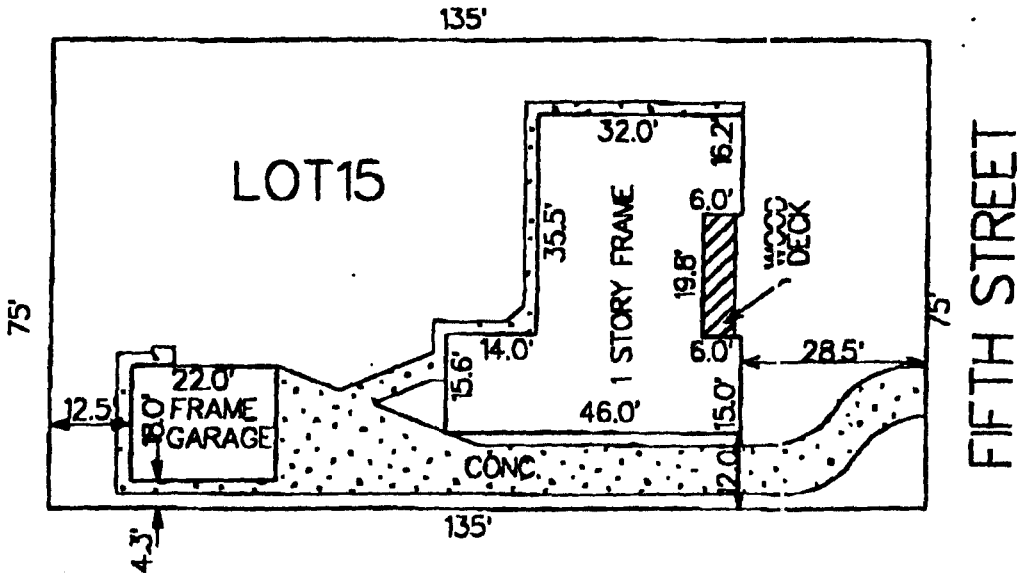 135'
LOT15
32.0'
16.2'
6.0'
WOOD
DECK
35.5'
1 STORY FRAME
19.8'
FIFTH STREET
75'
75'
14.0'
6.0'
28.5'
22.0'
15.6'
12.5'
FRAME
GARAGE
46.0'
15.0'
CONC.
12.0'
135'
4.3'